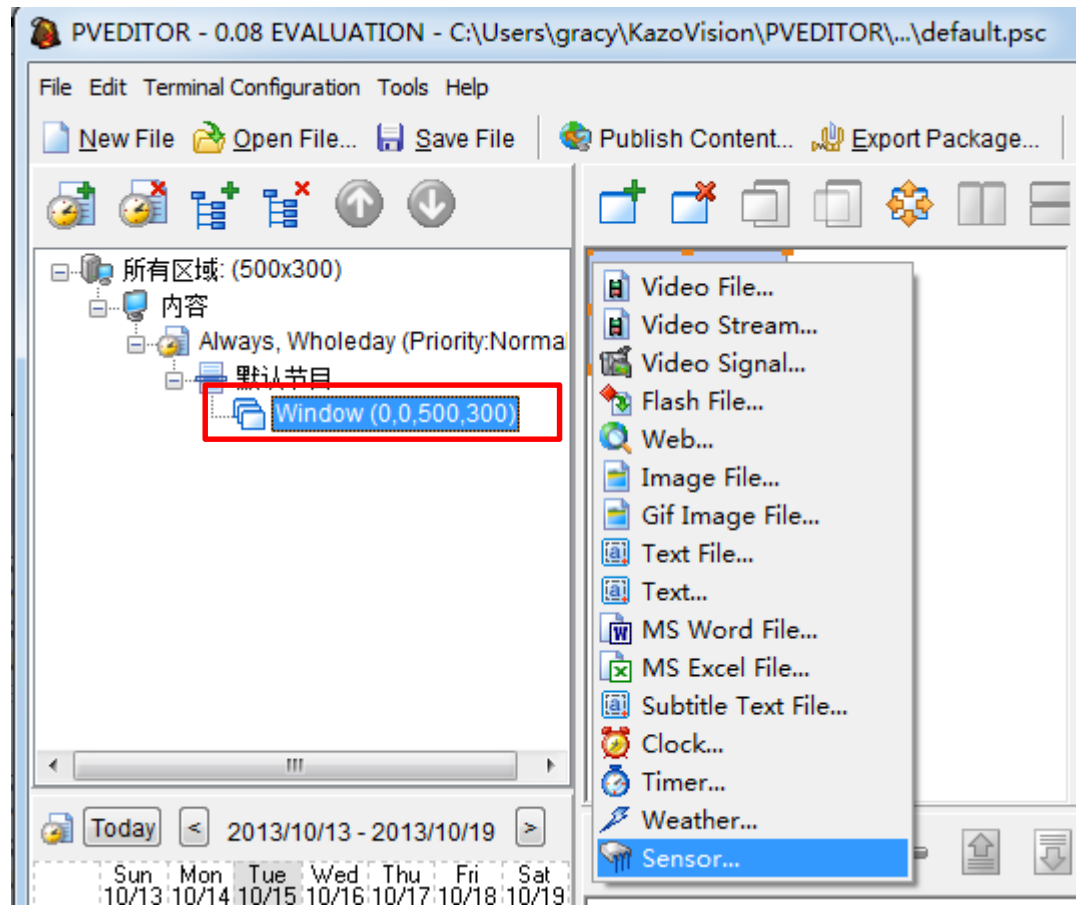 PVEDITOR - 0.08 EVALUATION - C:\Users\gracy\KazoVision\PVEDITOR\...\default.psc
File Edit Terminal Configuration Tools Help
New File Open File... Save File Publish Content... Export Package...
所有区域: (500x300)
内容
Always, Wholeday (Priority:Norma
默认节目
Window (0,0,500,300)
Video File...
Video Stream...
Video Signal...
Flash File...
Web...
Image File...
Gif Image File...
Text File...
Text...
MS Word File...
MS Excel File...
Subtitle Text File...
Clock...
Timer...
Weather...
Sensor...
Today < 2013/10/13 - 2013/10/19 >
Sun Mon Tue Wed Thu Fri Sat
10/13 10/14 10/15 10/16 10/17 10/18 10/19